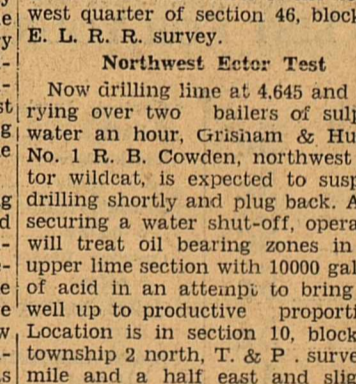 west quarter of section 46, block
E. L. R. R. survey.
Northwest Ector Test
Now drilling lime at 4.645 and
rying over two bailers of sulp
water an hour, Grisham & Hu
No. 1 R. B. Cowden, northwest
tor wildcat, is expected to susp
drilling shortly and plug back. A
securing a water shut-off, opera
will treat oil bearing zones in
upper lime section with 10000 gal
of acid in an attempt to bring
well up to productive proporti
Location is in section 10, block
township 2 north, T. & P. surve
mile and a half east and slig